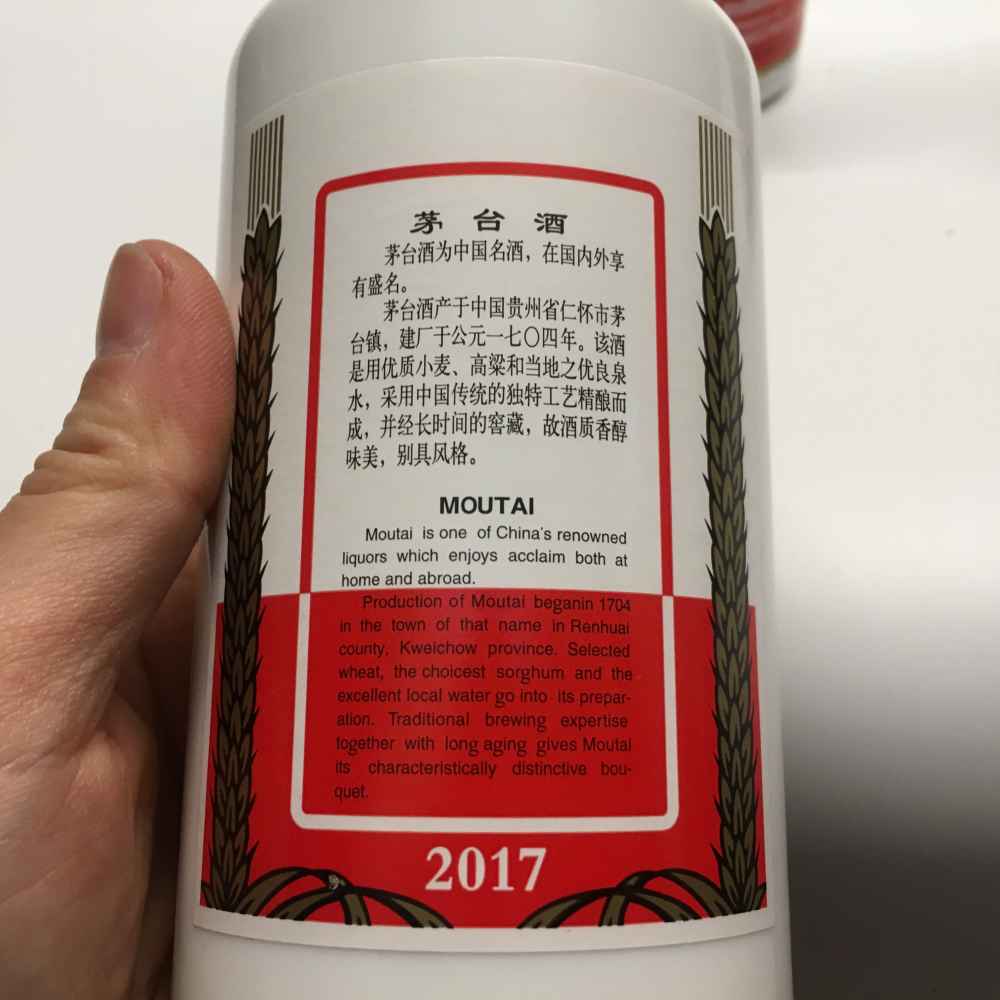 茅台酒
茅台酒为中国名酒，在国内外享
有盛名。
茅台酒产于中国贵州省仁怀市茅
台镇，建厂于公元一七〇四年。该酒
是用优质小麦、高粱和当地之优良泉
水，采用中国传统的独特工艺精酿而
成，并经长时间的窖藏，故酒质香醇
味美，别具风格。
MOUTAI
Moutai is one of China's renowned
liquors which enjoys acclaim both at
home and abroad.
Production of Moutai beganin 1704
in the town of that name in Renhuai
county, Kweichow province. Selected
wheat, the choicest sorghum and the
excellent local water go into its prepar-
ation. Traditional brewing expertise
together with long aging gives Moutai
its characteristically distinctive bou-
quet.
2017